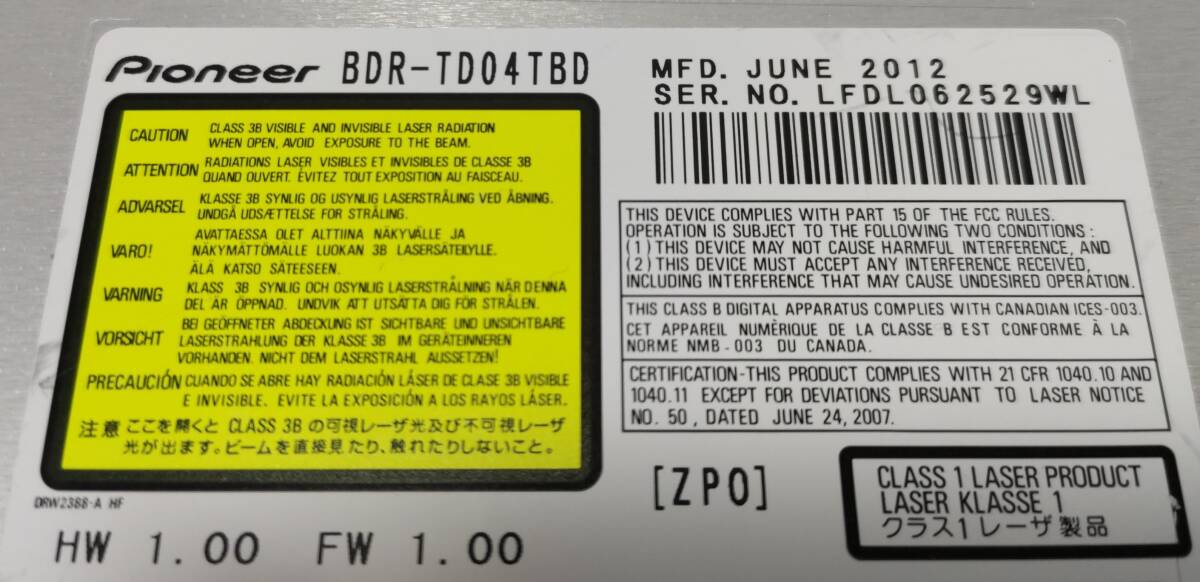 Pioneer BDR-TD04TBD
CAUTION CLASS 3B VISIBLE AND INVISIBLE LASER RADIATION
WHEN OPEN, AVOID EXPOSURE TO THE BEAM.
ATTENTION RADIATIONS LASER VISIBLES ET INVISIBLES DE CLASSE 3B
QUAND OUVERT. ÉVITEZ TOUT EXPOSITION AU FAISCEAU.
ADVARSEL KLASSE 3B SYNLIG OG USYNLIG LASERSTRÅLING VED ÅBNING.
UNDGÅ UDSÆTTELSE FOR STRÅLING.
VARO! AVATTAESSA OLET ALTTIINA NÄKYVÄLLE JA
NÄKYMÄTTÖMÄLLE LUOKAN 3B LASERSÄTEILYLLE.
ÄLÄ KATSO SÄTEESEEN.
VARNING KLASS 3B SYNLIG OCH OSYNLIG LASERSTRÅLNING NÄR DENNA
DEL ÄR ÖPPNAD. UNDVIK ATT UTSÄTTA DIG FÖR STRÅLEN.
VORSICHT BEI GEÖFFNETER ABDECKUNG IST SICHTBARE UND UNSICHTBARE
LASERSTRAHLUNG DER KLASSE 3B IM GERÄTEINNEREN
VORHANDEN. NICHT DEM LASERSTRAHL AUSSETZEN!
PRECAUCIÓN CUANDO SE ABRE HAY RADIACIÓN LÁSER DE CLASE 3B VISIBLE
E INVISIBLE. EVITE LA EXPOSICIÓN A LOS RAYOS LÁSER.
注意 ここを開くと CLASS 3B の可視レーザ光及び不可視レーザ
光が出ます。ビームを直接見たり、触れたりしないこと。
DRW2388-A HF
HW 1.00 FW 1.00
MFD. JUNE 2012
SER. NO. LFDL062529WL
THIS DEVICE COMPLIES WITH PART 15 OF THE FCC RULES.
OPERATION IS SUBJECT TO THE FOLLOWING TWO CONDITIONS :
(1) THIS DEVICE MAY NOT CAUSE HARMFUL INTERFERENCE, AND
(2) THIS DEVICE MUST ACCEPT ANY INTERFERENCE RECEIVED,
INCLUDING INTERFERENCE THAT MAY CAUSE UNDESIRED OPERATION.
THIS CLASS B DIGITAL APPARATUS COMPLIES WITH CANADIAN ICES-003.
CET APPAREIL NUMÉRIQUE DE LA CLASSE B EST CONFORME À LA
NORME NMB-003 DU CANADA.
CERTIFICATION-THIS PRODUCT COMPLIES WITH 21 CFR 1040.10 AND
1040.11 EXCEPT FOR DEVIATIONS PURSUANT TO LASER NOTICE
NO. 50, DATED JUNE 24, 2007.
[ZP0]
CLASS 1 LASER PRODUCT
LASER KLASSE 1
クラス1レーザ製品